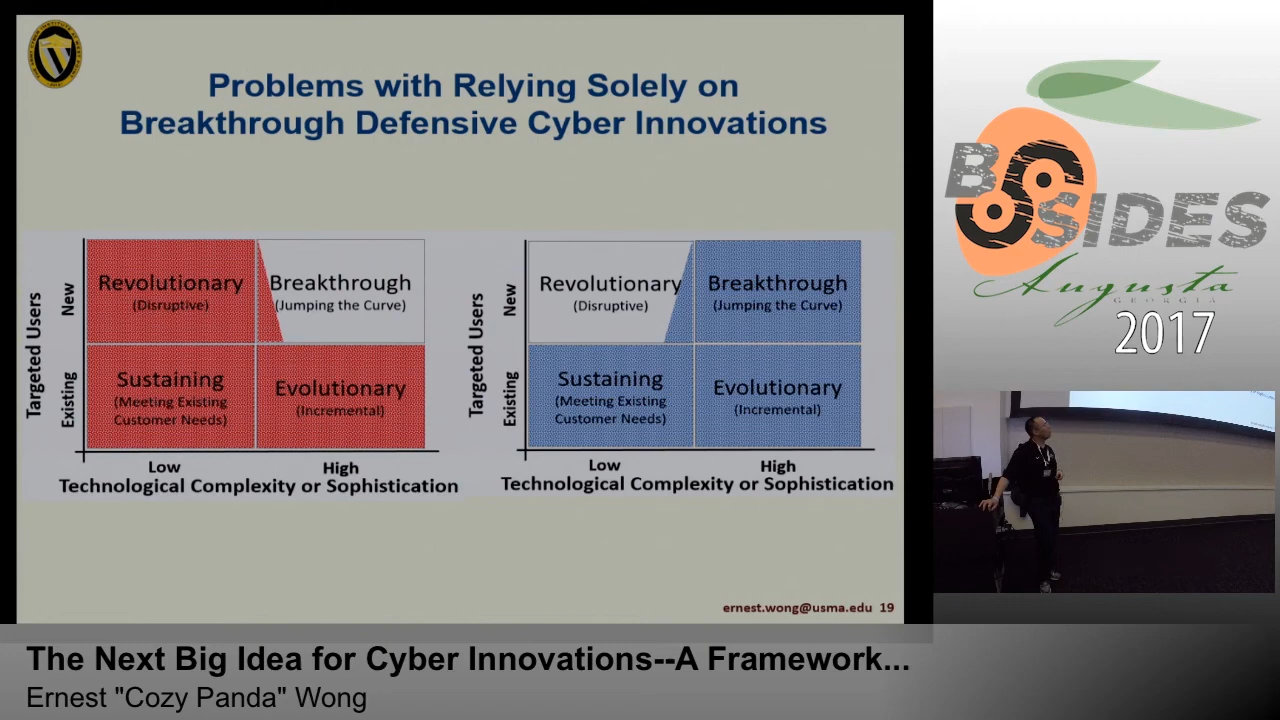 Problems with Relying Solely on
Breakthrough Defensive Cyber Innovations
Targeted Users
New
Existing
Revolutionary
(Disruptive)
Breakthrough
(Jumping the Curve)
Sustaining
(Meeting Existing
Customer Needs)
Evolutionary
(Incremental)
Low
High
Technological Complexity or Sophistication
Targeted Users
New
Existing
Revolutionary
(Disruptive)
Breakthrough
(Jumping the Curve)
Sustaining
(Meeting Existing
Customer Needs)
Evolutionary
(Incremental)
Low
High
Technological Complexity or Sophistication
ernest.wong@usma.edu 19
BSIDES
Augusta
GEORGIA
2017
The Next Big Idea for Cyber Innovations--A Framework...
Ernest "Cozy Panda" Wong